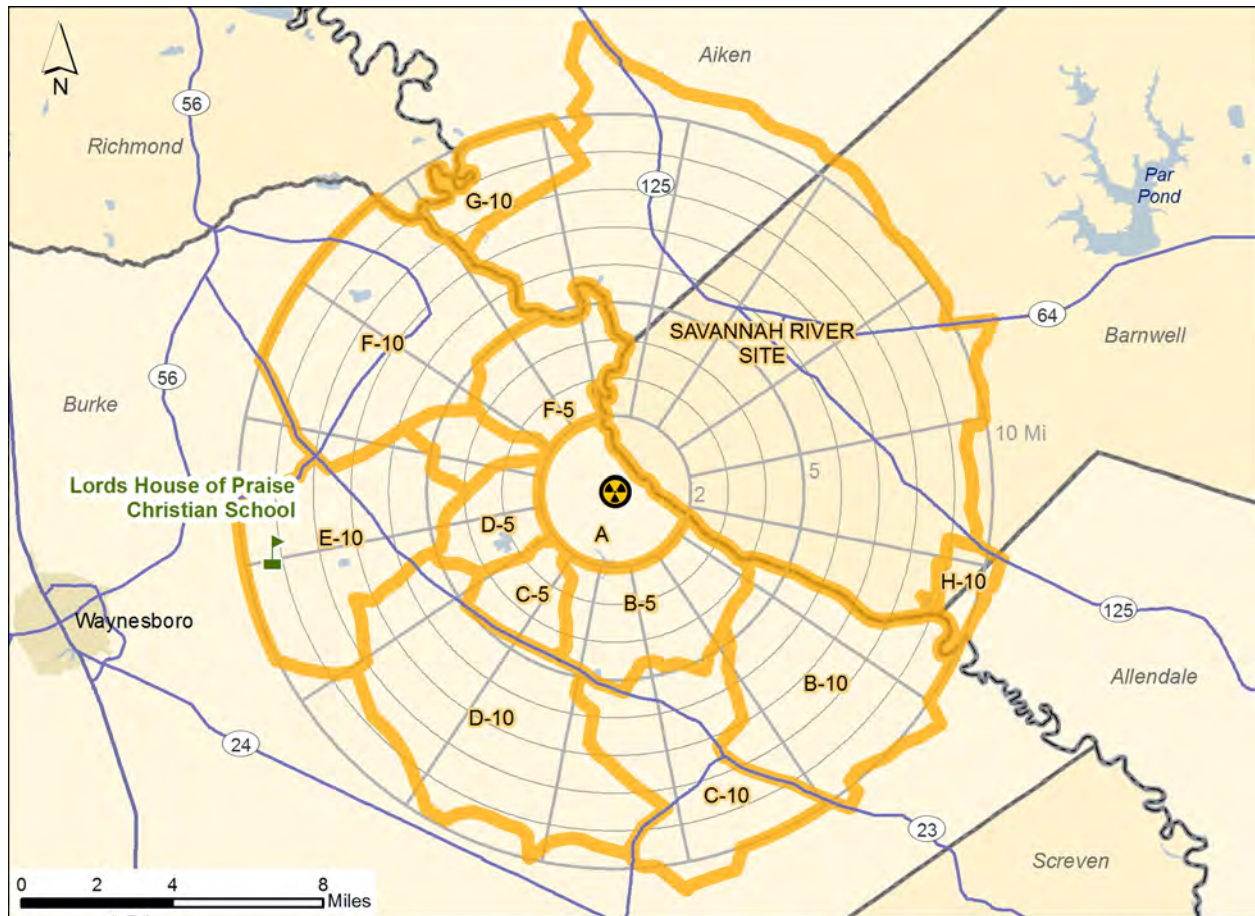 Aiken
N
56
Richmond
125
Par
Pond
G-10
64
SAVANNAH RIVER
SITE
Barnwell
F-10
56
Burke
F-5
10 Mi
5
2
Lords House of Praise
Christian School
E-10
D-5
A
C-5
B-5
H-10
125
Waynesboro
Allendale
B-10
D-10
24
C-10
23
Screven
0 2 4 8
Miles